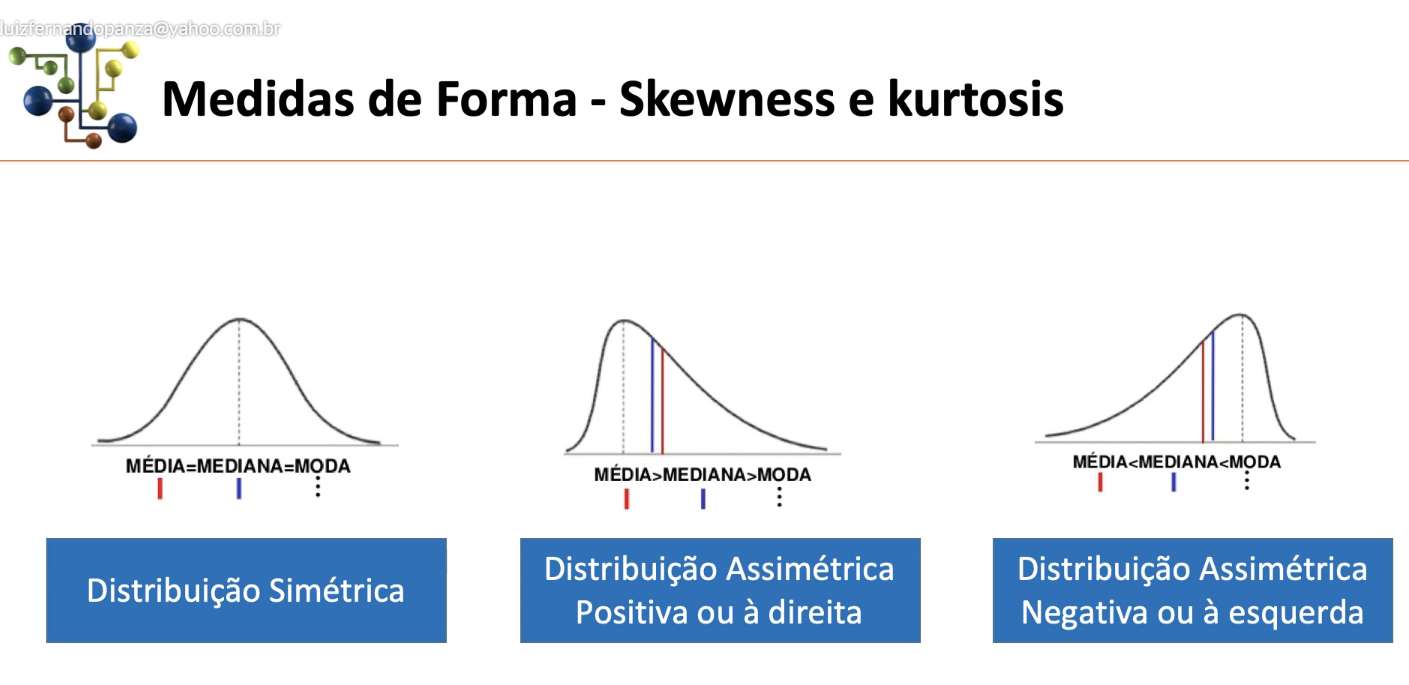 luizfernandopanza@yahoo.com.br
Medidas de Forma - Skewness e kurtosis
MÉDIA=MEDIANA=MODA
MÉDIA>MEDIANA>MODA
MÉDIA<MEDIANA<MODA
Distribuição Simétrica
Distribuição Assimétrica
Positiva ou à direita
Distribuição Assimétrica
Negativa ou à esquerda